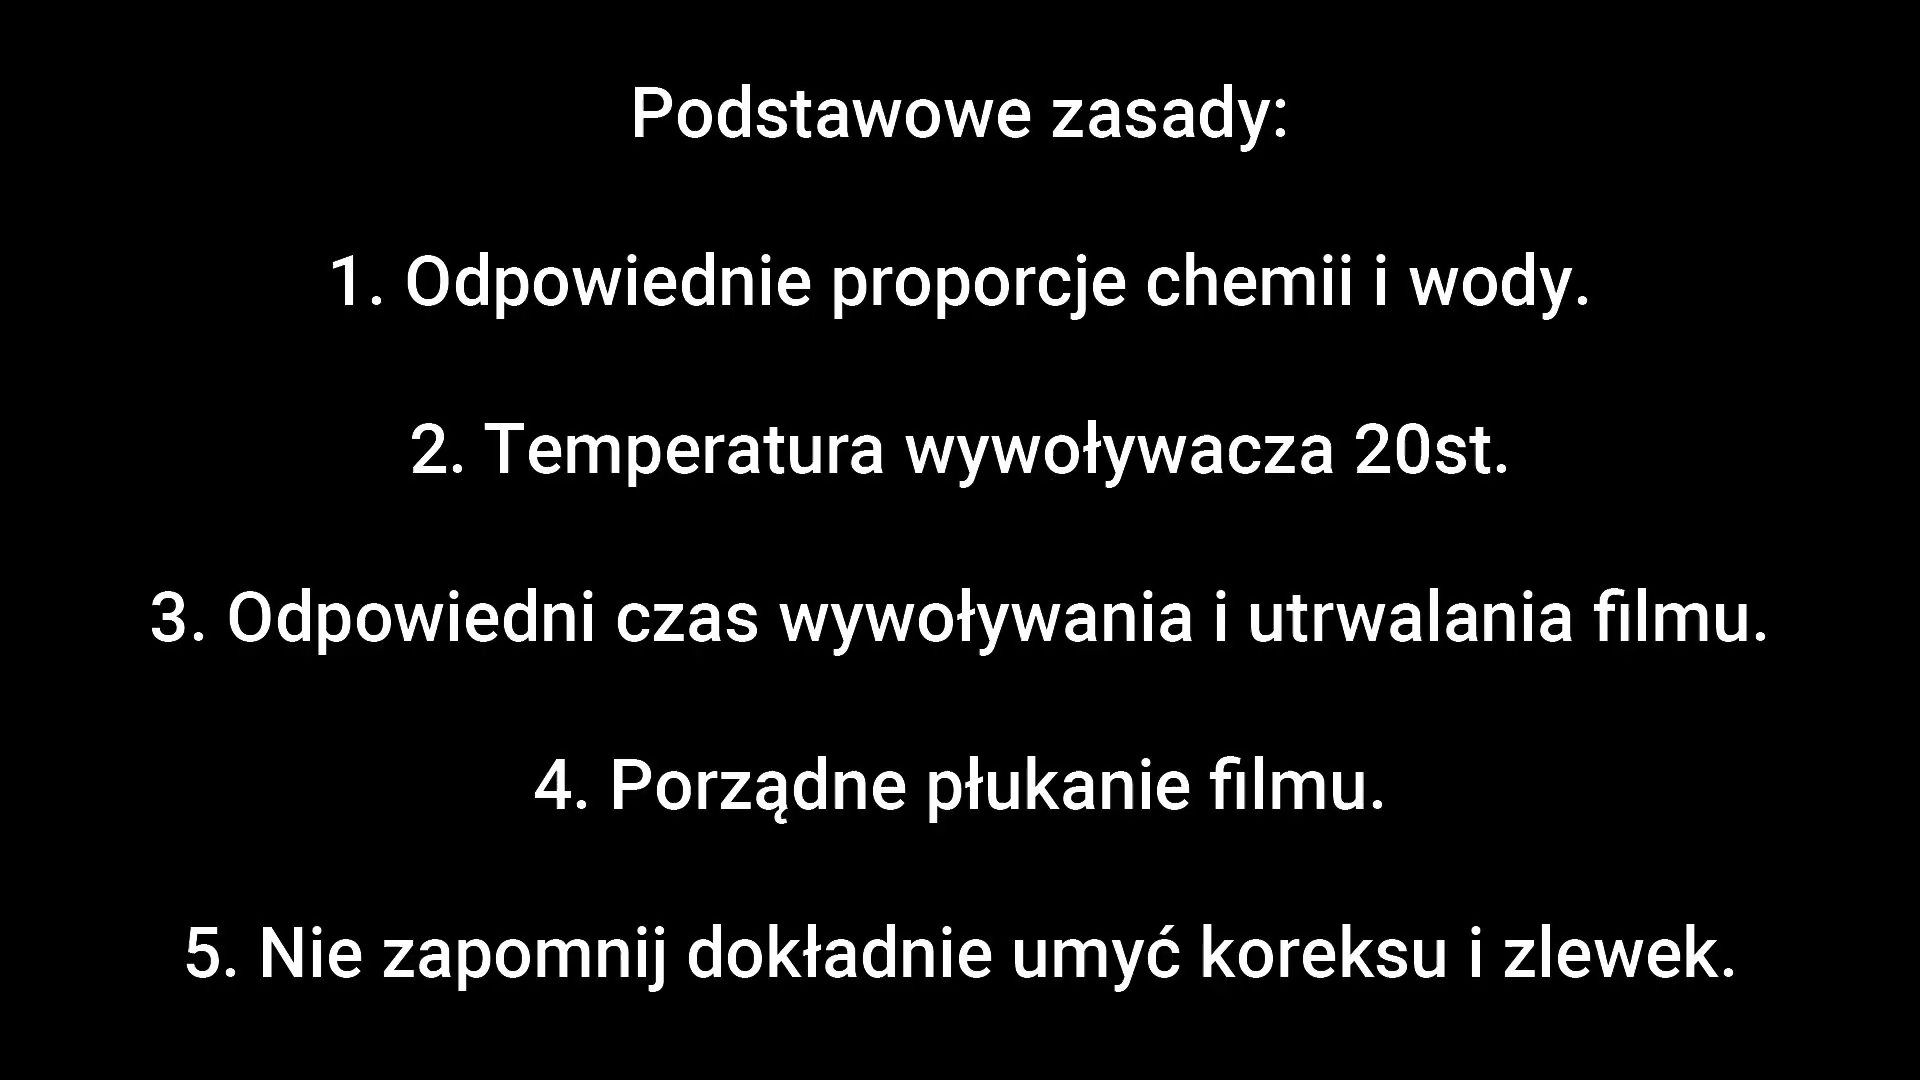 Podstawowe zasady:
1. Odpowiednie proporcje chemii i wody.
2. Temperatura wywoływacza 20st.
3. Odpowiedni czas wywoływania i utrwalania filmu.
4. Porządne płukanie filmu.
5. Nie zapomnij dokładnie umyć koreksu i zlewek.